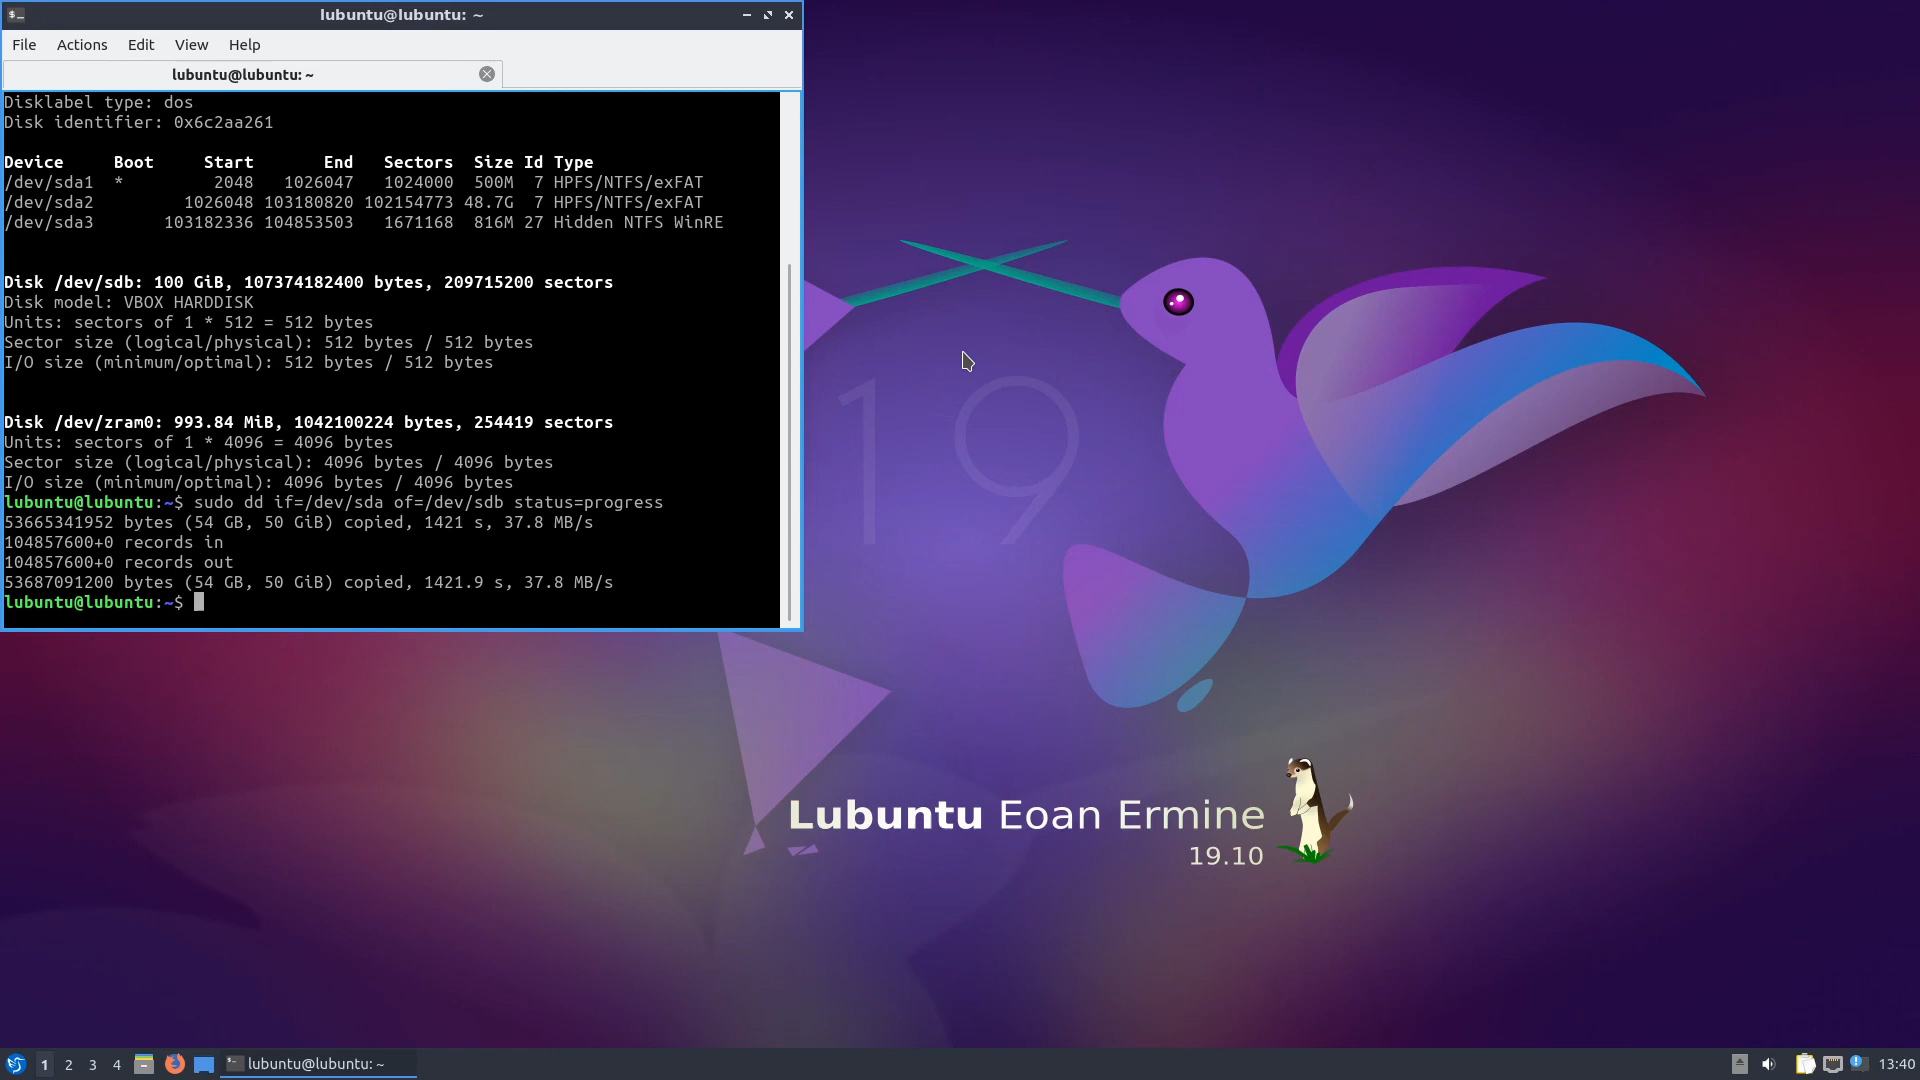 lubuntu@lubuntu: ~
File Actions Edit View Help
lubuntu@lubuntu: ~
Disklabel type: dos
Disk identifier: 0x6c2aa261
Device     Boot     Start       End   Sectors  Size Id Type
/dev/sda1  *         2048   1026047   1024000  500M  7 HPFS/NTFS/exFAT
/dev/sda2         1026048 103180820 102154773 48.7G  7 HPFS/NTFS/exFAT
/dev/sda3       103182336 104853503   1671168  816M 27 Hidden NTFS WinRE
Disk /dev/sdb: 100 GiB, 107374182400 bytes, 209715200 sectors
Disk model: VBOX HARDDISK
Units: sectors of 1 * 512 = 512 bytes
Sector size (logical/physical): 512 bytes / 512 bytes
I/O size (minimum/optimal): 512 bytes / 512 bytes
Disk /dev/zram0: 993.84 MiB, 1042100224 bytes, 254419 sectors
Units: sectors of 1 * 4096 = 4096 bytes
Sector size (logical/physical): 4096 bytes / 4096 bytes
I/O size (minimum/optimal): 4096 bytes / 4096 bytes
lubuntu@lubuntu:~$ sudo dd if=/dev/sda of=/dev/sdb status=progress
53665341952 bytes (54 GB, 50 GiB) copied, 1421 s, 37.8 MB/s
104857600+0 records in
104857600+0 records out
53687091200 bytes (54 GB, 50 GiB) copied, 1421.9 s, 37.8 MB/s
lubuntu@lubuntu:~$
19
Lubuntu Eoan Ermine
19.10
1 2 3 4 lubuntu@lubuntu: ~ 13:40